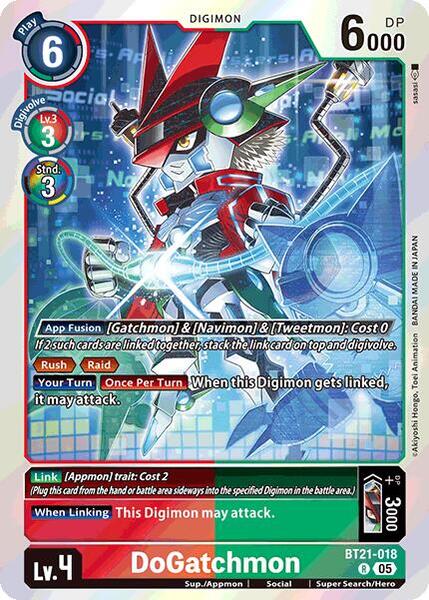 Play
6
DIGIMON
6000
DP
Digivolve
Lv.3
3
Stnd.
3
Social
sasasi
©Akiyoshi Hongo, Toei Animation BANDAI MADE IN JAPAN
App Fusion [Gatchmon] & [Navimon] & [Tweetmon]: Cost 0
If 2 such cards are linked together, stack the link card on top and digivolve.
Rush Raid
Your Turn Once Per Turn When this Digimon gets linked,
it may attack.
Link [Appmon] trait: Cost 2
(Plug this card from the hand or battle area sideways into the specified Digimon in the battle area.)
When Linking This Digimon may attack.
DP
+3000
Lv.4
DoGatchmon
BT21-018
R 05
Sup./Appmon | Social | Super Search/Hero